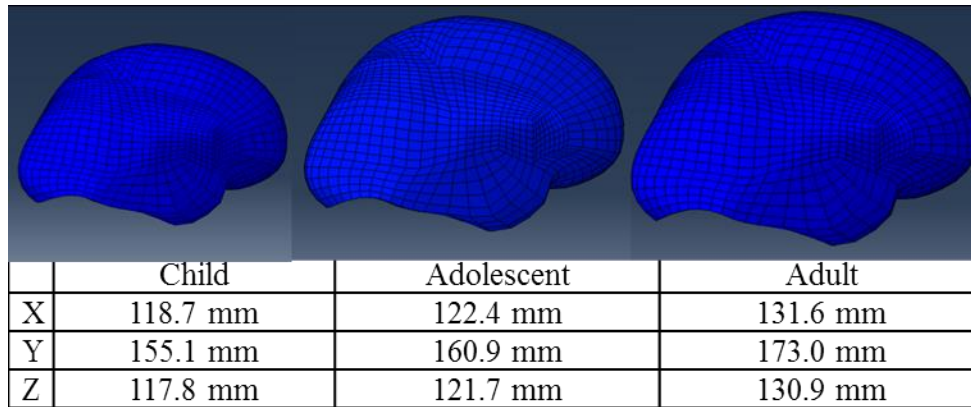 Child Adolescent Adult
X 118.7 mm 122.4 mm 131.6 mm
Y 155.1 mm 160.9 mm 173.0 mm
Z 117.8 mm 121.7 mm 130.9 mm